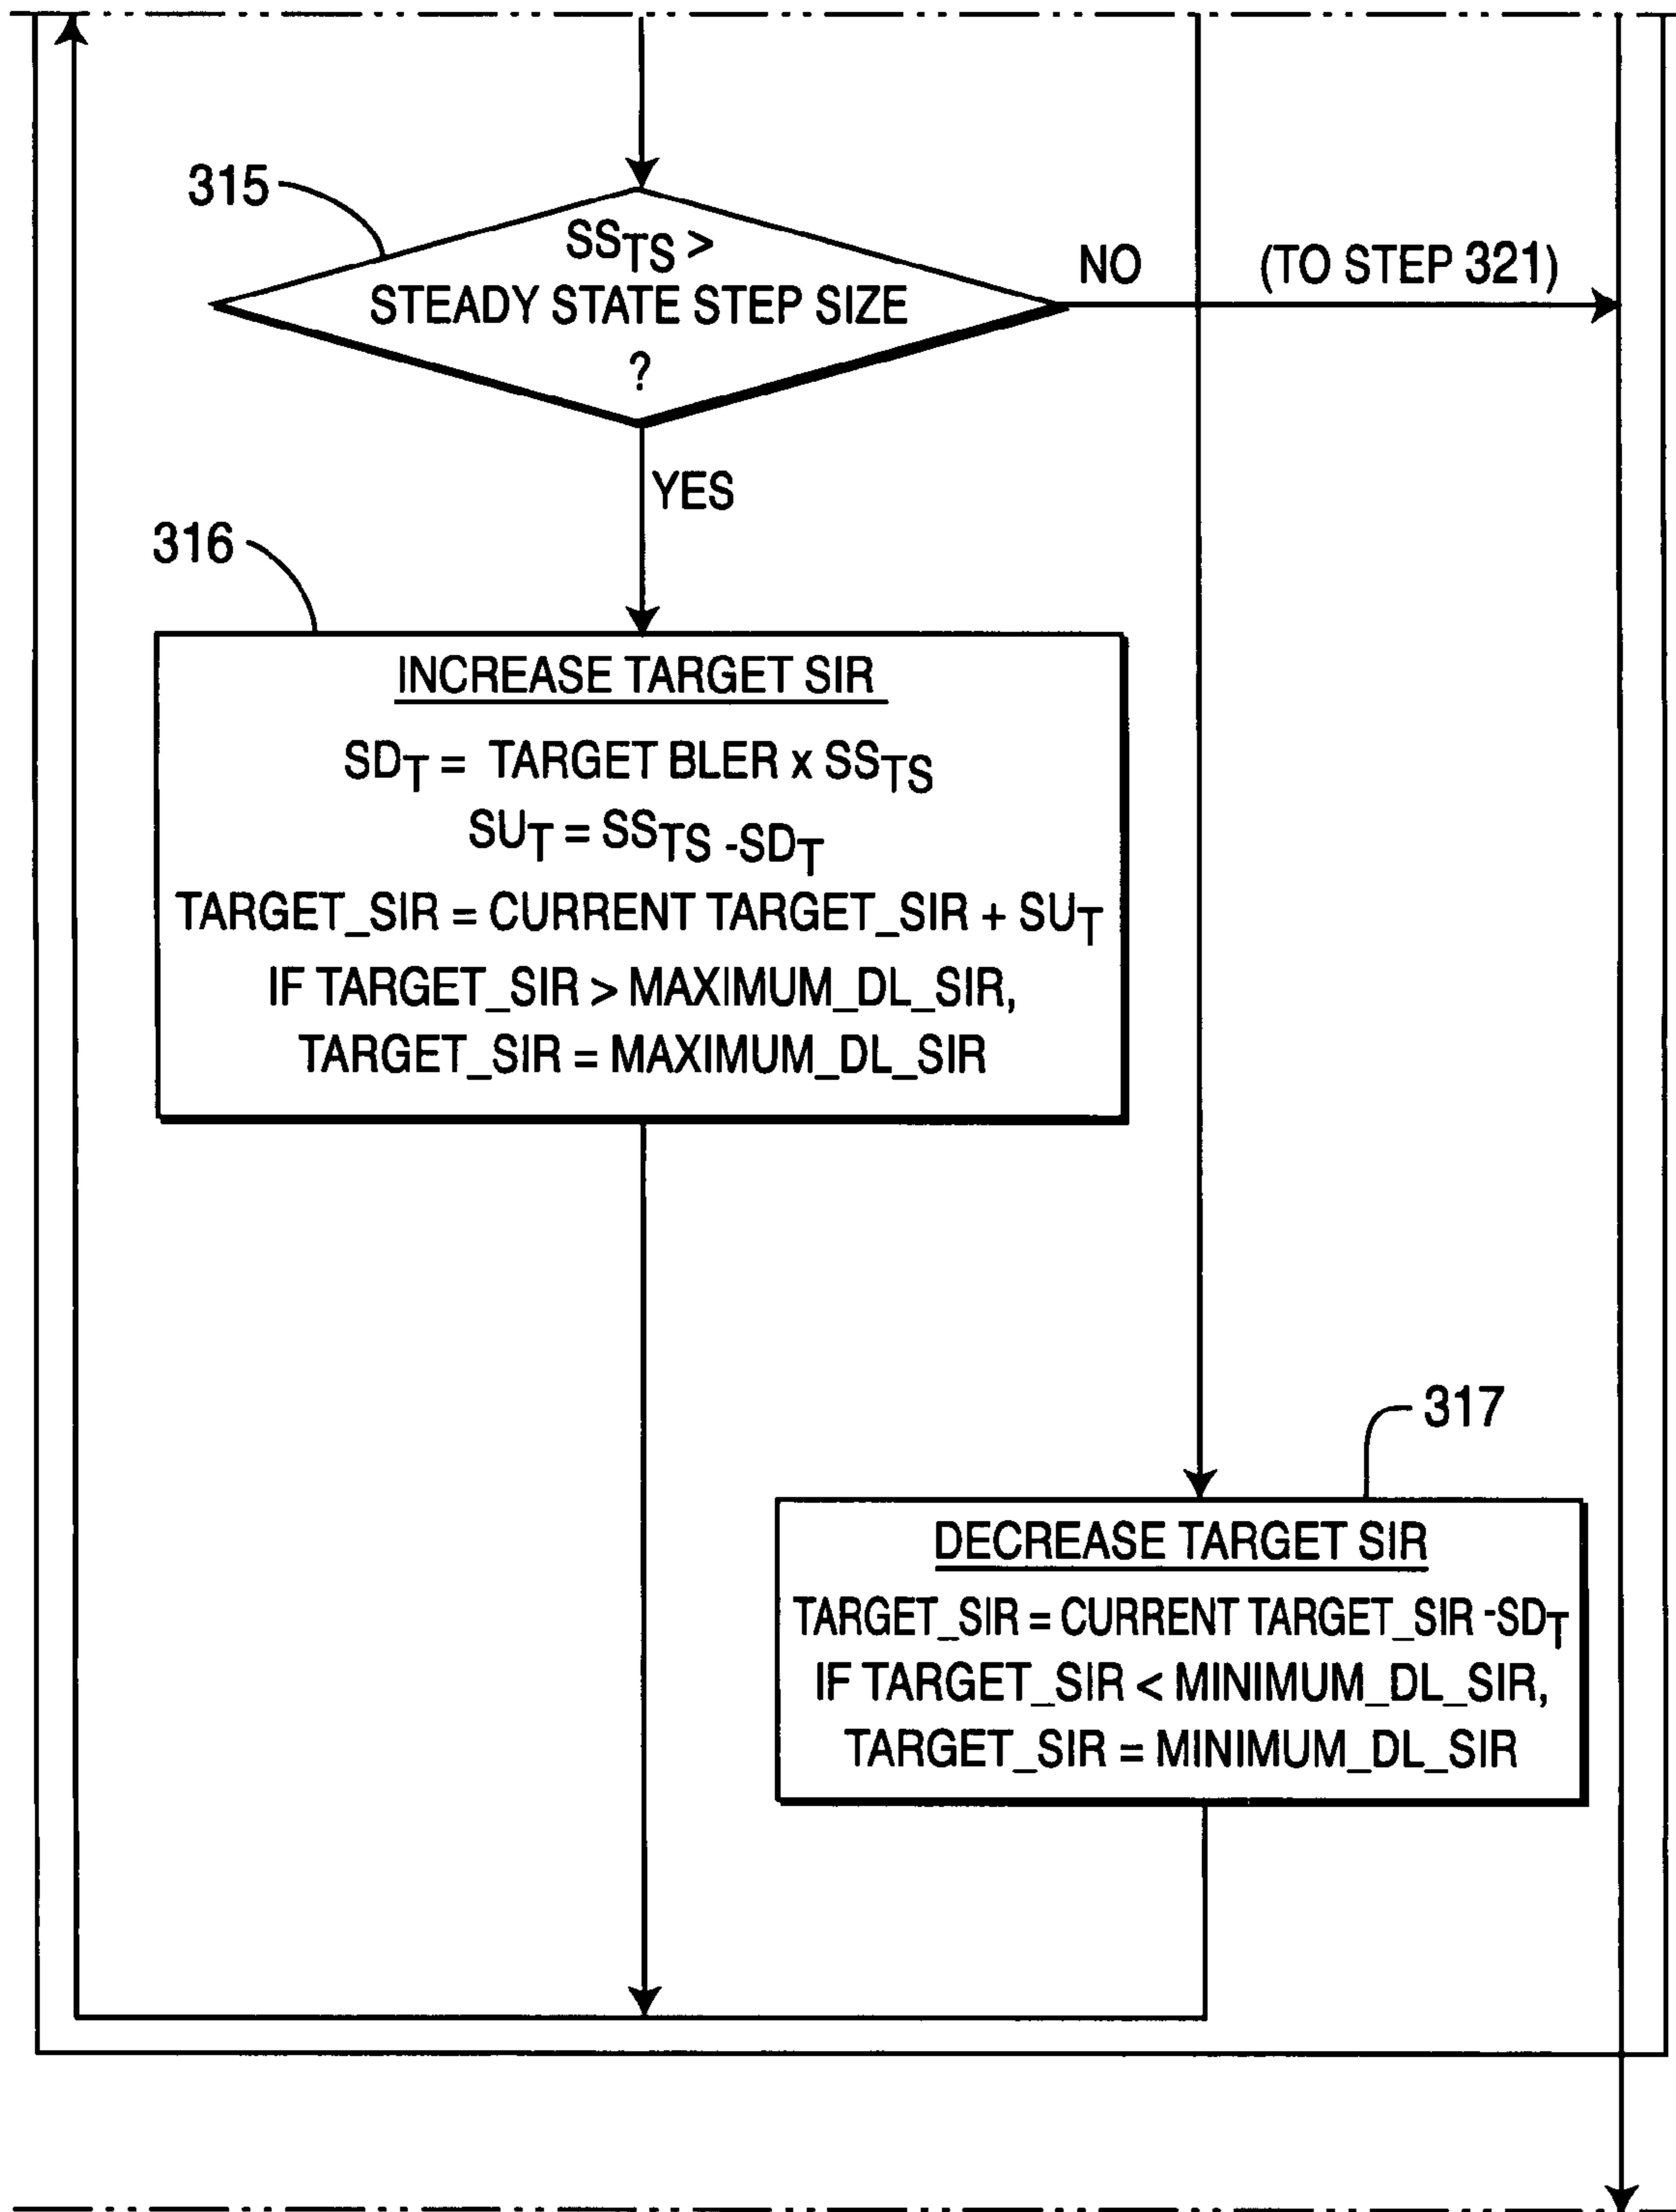 315
SSTS >
STEADY STATE STEP SIZE
?
NO
(TO STEP 321)
YES
316
INCREASE TARGET SIR
SDT = TARGET BLER x SSTS
SUT = SSTS -SDT
TARGET_SIR = CURRENT TARGET_SIR + SUT
IF TARGET_SIR > MAXIMUM_DL_SIR,
TARGET_SIR = MAXIMUM_DL_SIR
317
DECREASE TARGET SIR
TARGET_SIR = CURRENT TARGET_SIR -SDT
IF TARGET_SIR < MINIMUM_DL_SIR,
TARGET_SIR = MINIMUM_DL_SIR